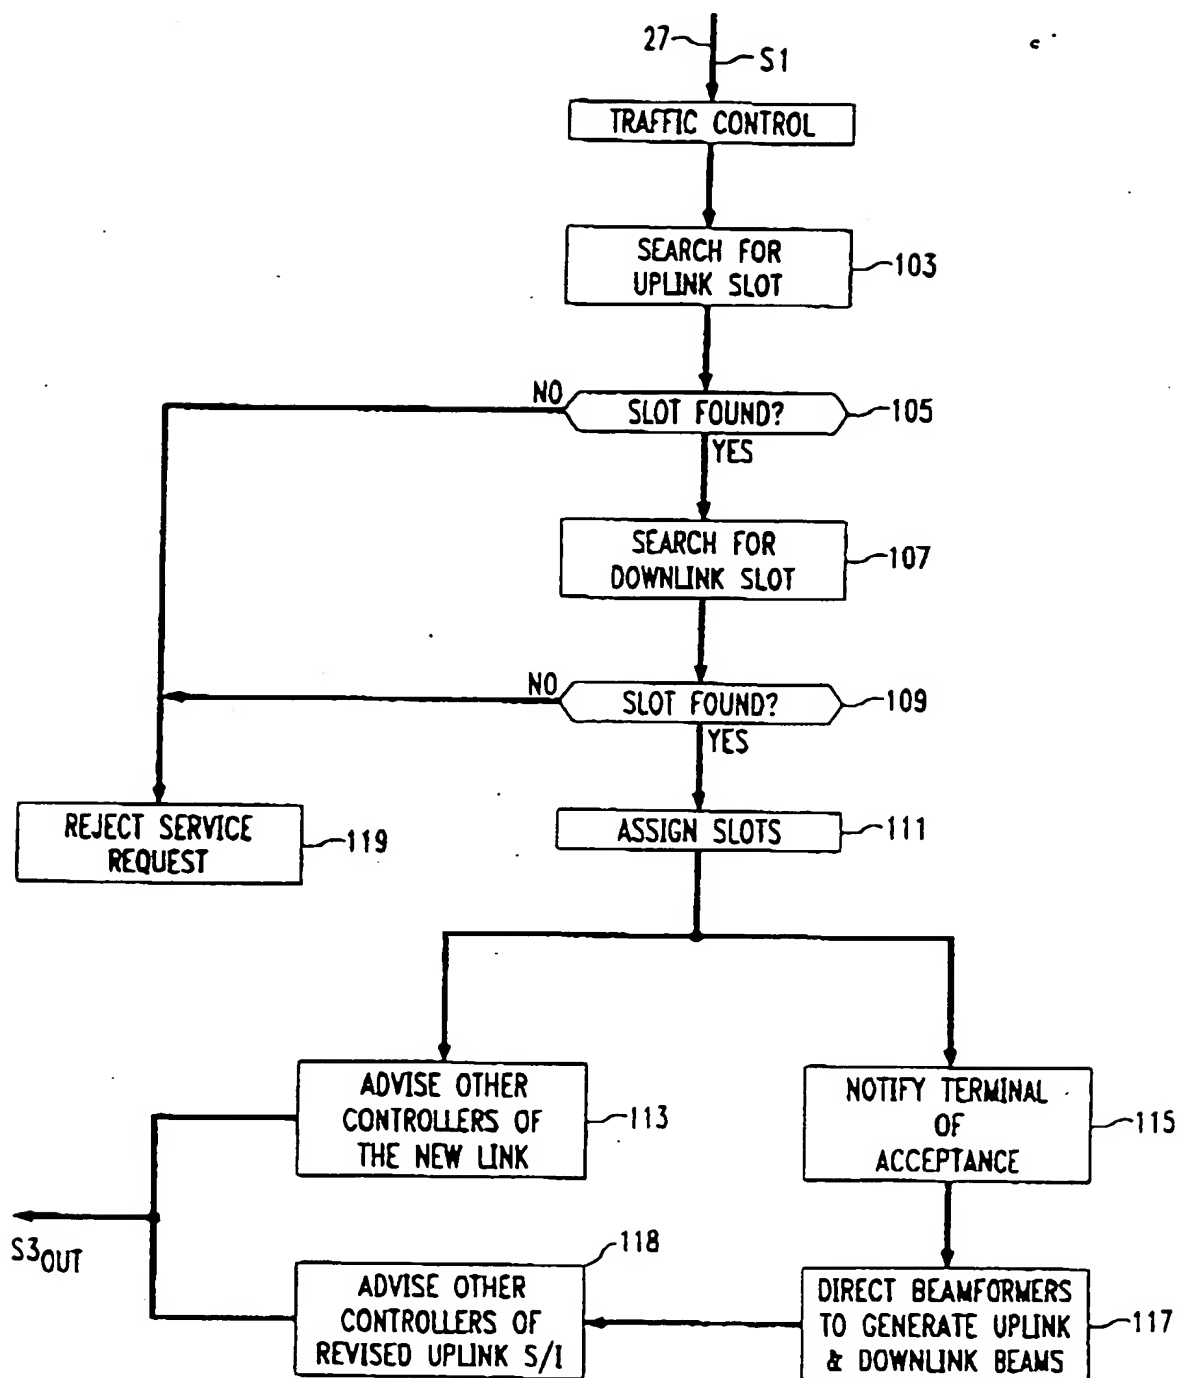 27
S1
TRAFFIC CONTROL
SEARCH FOR
UPLINK SLOT
103
NO
SLOT FOUND?
105
YES
SEARCH FOR
DOWNLINK SLOT
107
NO
SLOT FOUND?
109
YES
REJECT SERVICE
REQUEST
119
ASSIGN SLOTS
111
ADVISE OTHER
CONTROLLERS OF
THE NEW LINK
113
NOTIFY TERMINAL
OF
ACCEPTANCE
115
S3OUT
118
ADVISE OTHER
CONTROLLERS OF
REVISED UPLINK S/I
DIRECT BEAMFORMERS
TO GENERATE UPLINK
& DOWNLINK BEAMS
117